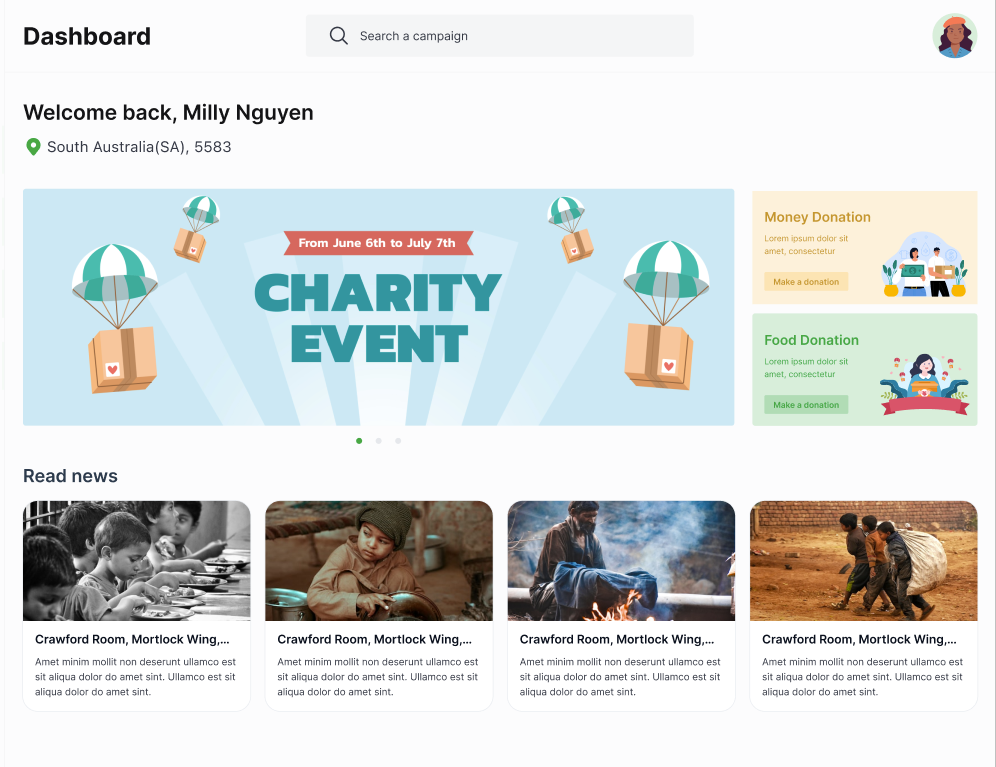 Dashboard
Search a campaign
Welcome back, Milly Nguyen
South Australia(SA), 5583
From June 6th to July 7th
CHARITY
EVENT
Money Donation
Lorem ipsum dolor sit
amet, consectetur
Make a donation
Food Donation
Lorem ipsum dolor sit
amet, consectetur
Make a donation
Read news
Crawford Room, Mortlock Wing,...
Amet minim mollit non deserunt ullamco est
sit aliqua dolor do amet sint. Ullamco est sit
aliqua dolor do amet sint.
Crawford Room, Mortlock Wing,...
Amet minim mollit non deserunt ullamco est
sit aliqua dolor do amet sint. Ullamco est sit
aliqua dolor do amet sint.
Crawford Room, Mortlock Wing,...
Amet minim mollit non deserunt ullamco est
sit aliqua dolor do amet sint. Ullamco est sit
aliqua dolor do amet sint.
Crawford Room, Mortlock Wing,...
Amet minim mollit non deserunt ullamco est
sit aliqua dolor do amet sint. Ullamco est sit
aliqua dolor do amet sint.